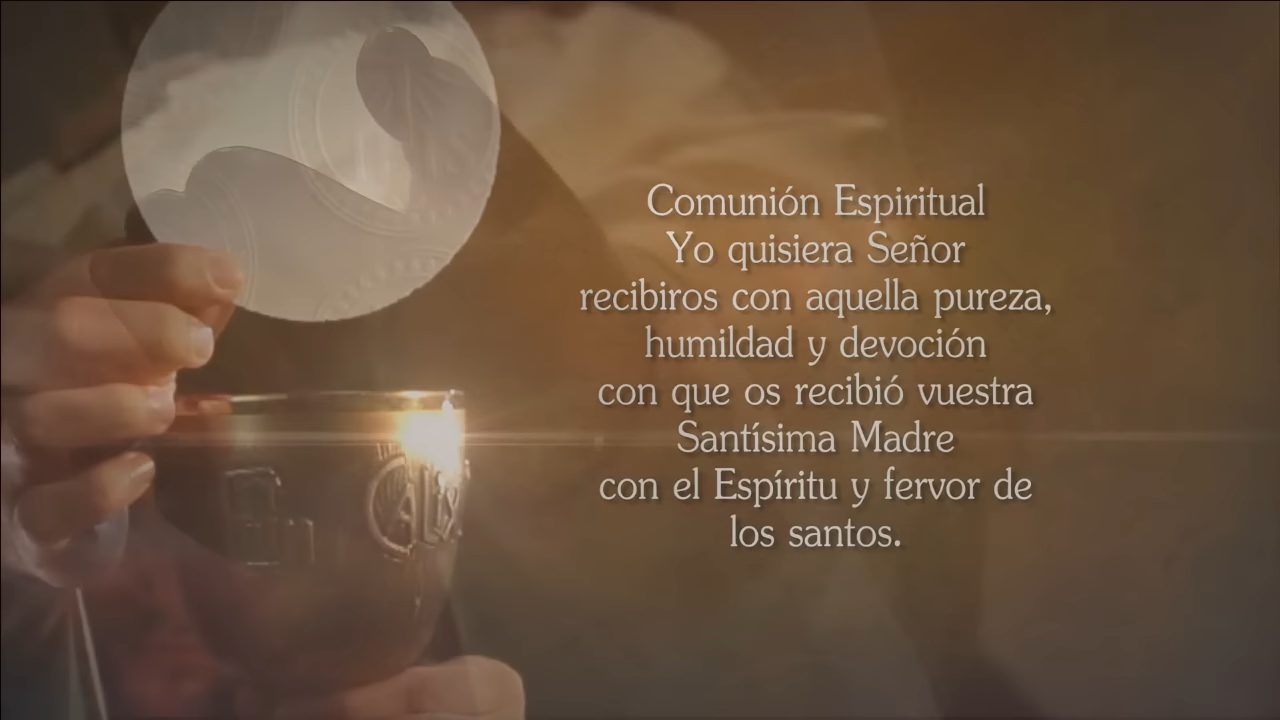 Comunión Espiritual
Yo quisiera Señor
recibiros con aquella pureza,
humildad y devoción
con que os recibió vuestra
Santísima Madre
con el Espíritu y fervor de
los santos.